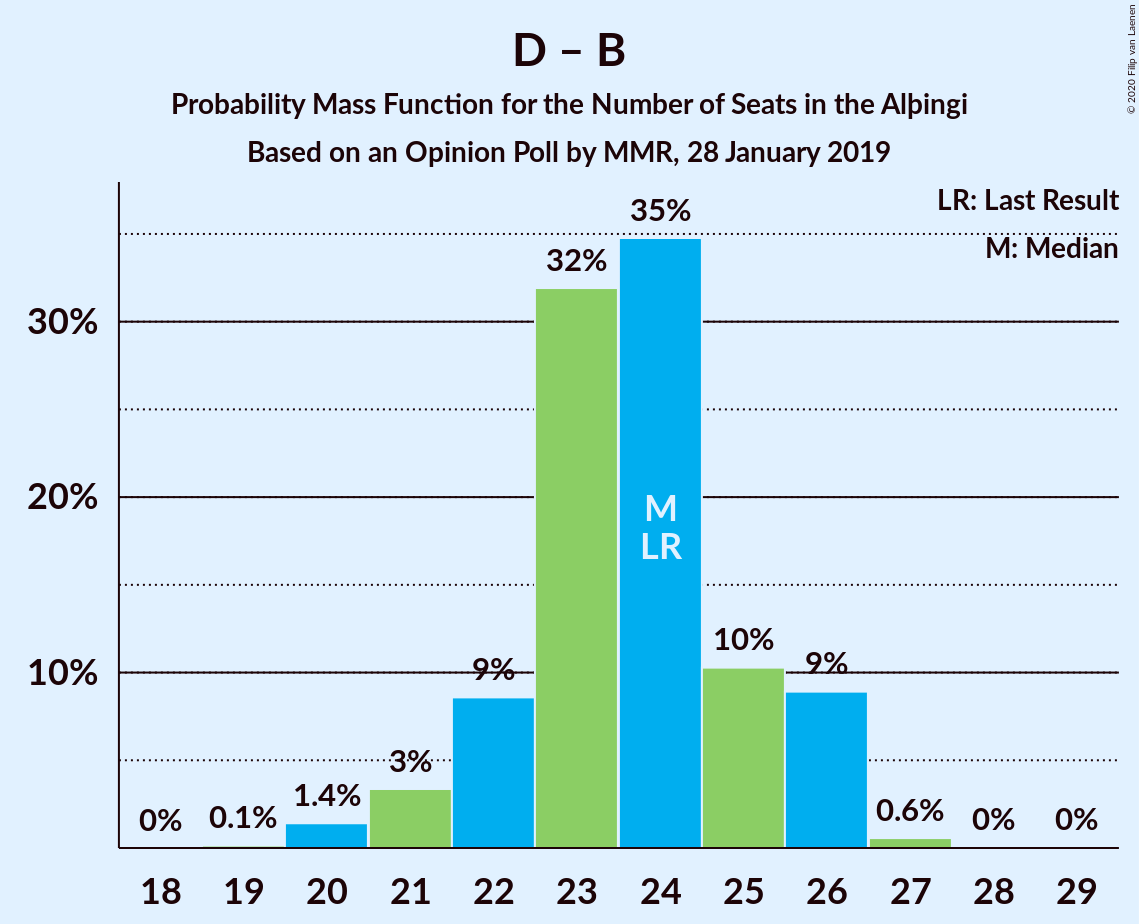 D – B
Probability Mass Function for the Number of Seats in the Alþingi
Based on an Opinion Poll by MMR, 28 January 2019
© 2020 Filip van Laenen
LR: Last Result
M: Median
35%
32%
30%
M
LR
20%
10%
10%
9%
9%
3%
1.4%
0.6%
0%
0.1%
0%
0%
18 19 20 21 22 23 24 25 26 27 28 29